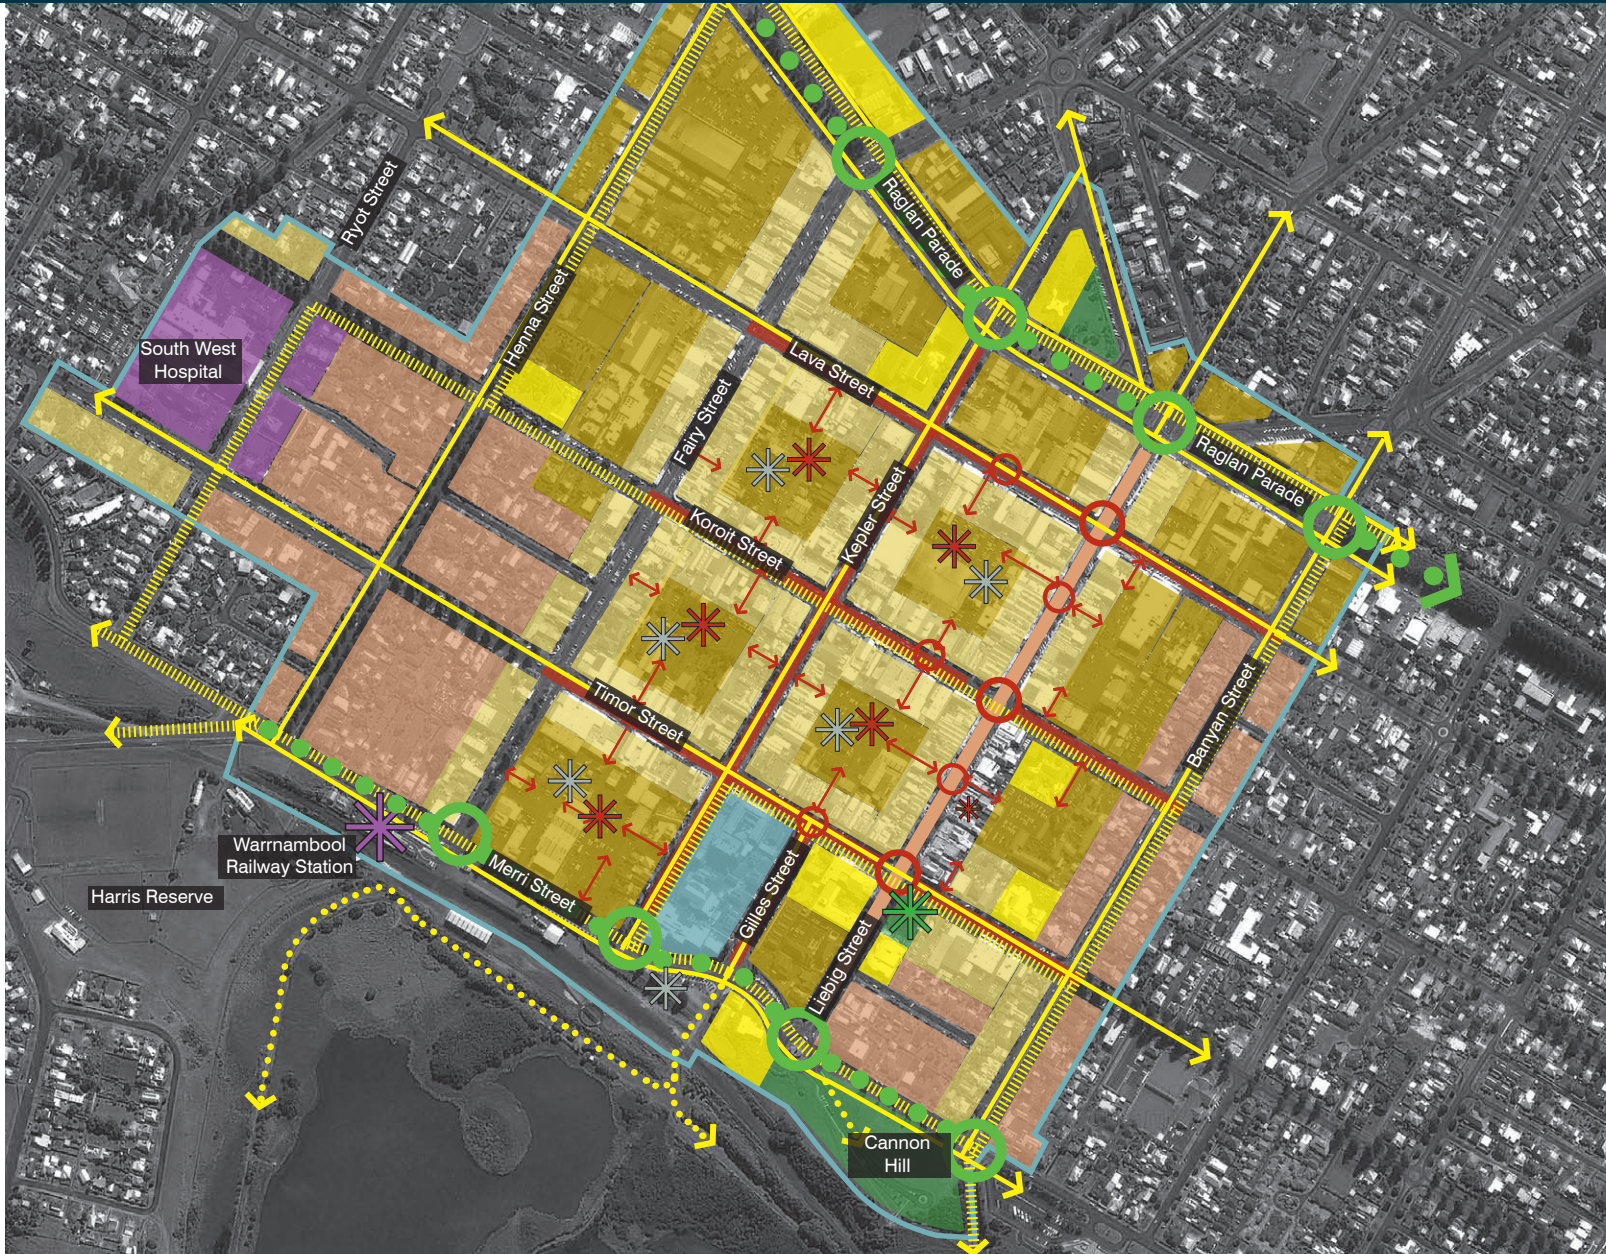 Ryot Street
Raglan Parade
Henna Street
South West
Hospital
Lava Street
Fairy Street
Raglan Parade
Kepler Street
Koroit Street
Banyan Street
Timor Street
Warrnambool
Railway Station
Harris Reserve
Merri Street
Gilles Street
Liebig Street
Cannon
Hill